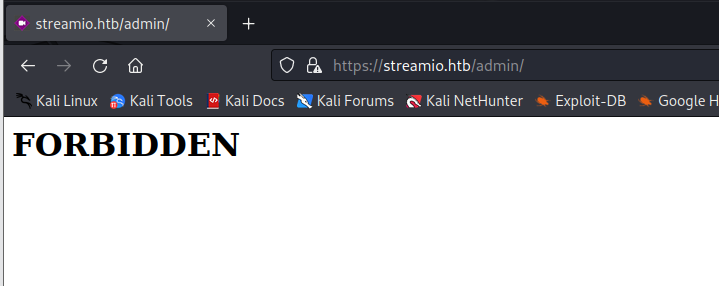 streamio.htb/admin/
https://streamio.htb/admin/
Kali Linux Kali Tools Kali Docs Kali Forums Kali NetHunter Exploit-DB Google H
FORBIDDEN